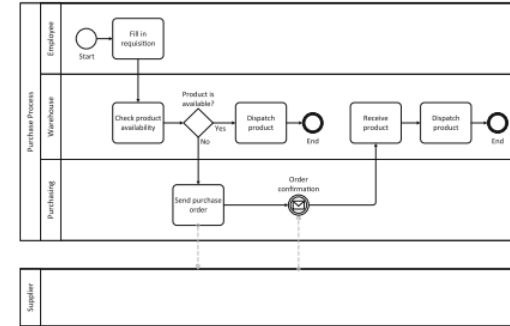 Purchase Process
Employee
Start
Fill in
requisition
Warehouse
Check product
availability
Product is
available?
Yes
No
Dispatch
product
End
Receive
product
Dispatch
product
End
Purchasing
Send purchase
order
Order
confirmation
Supplier